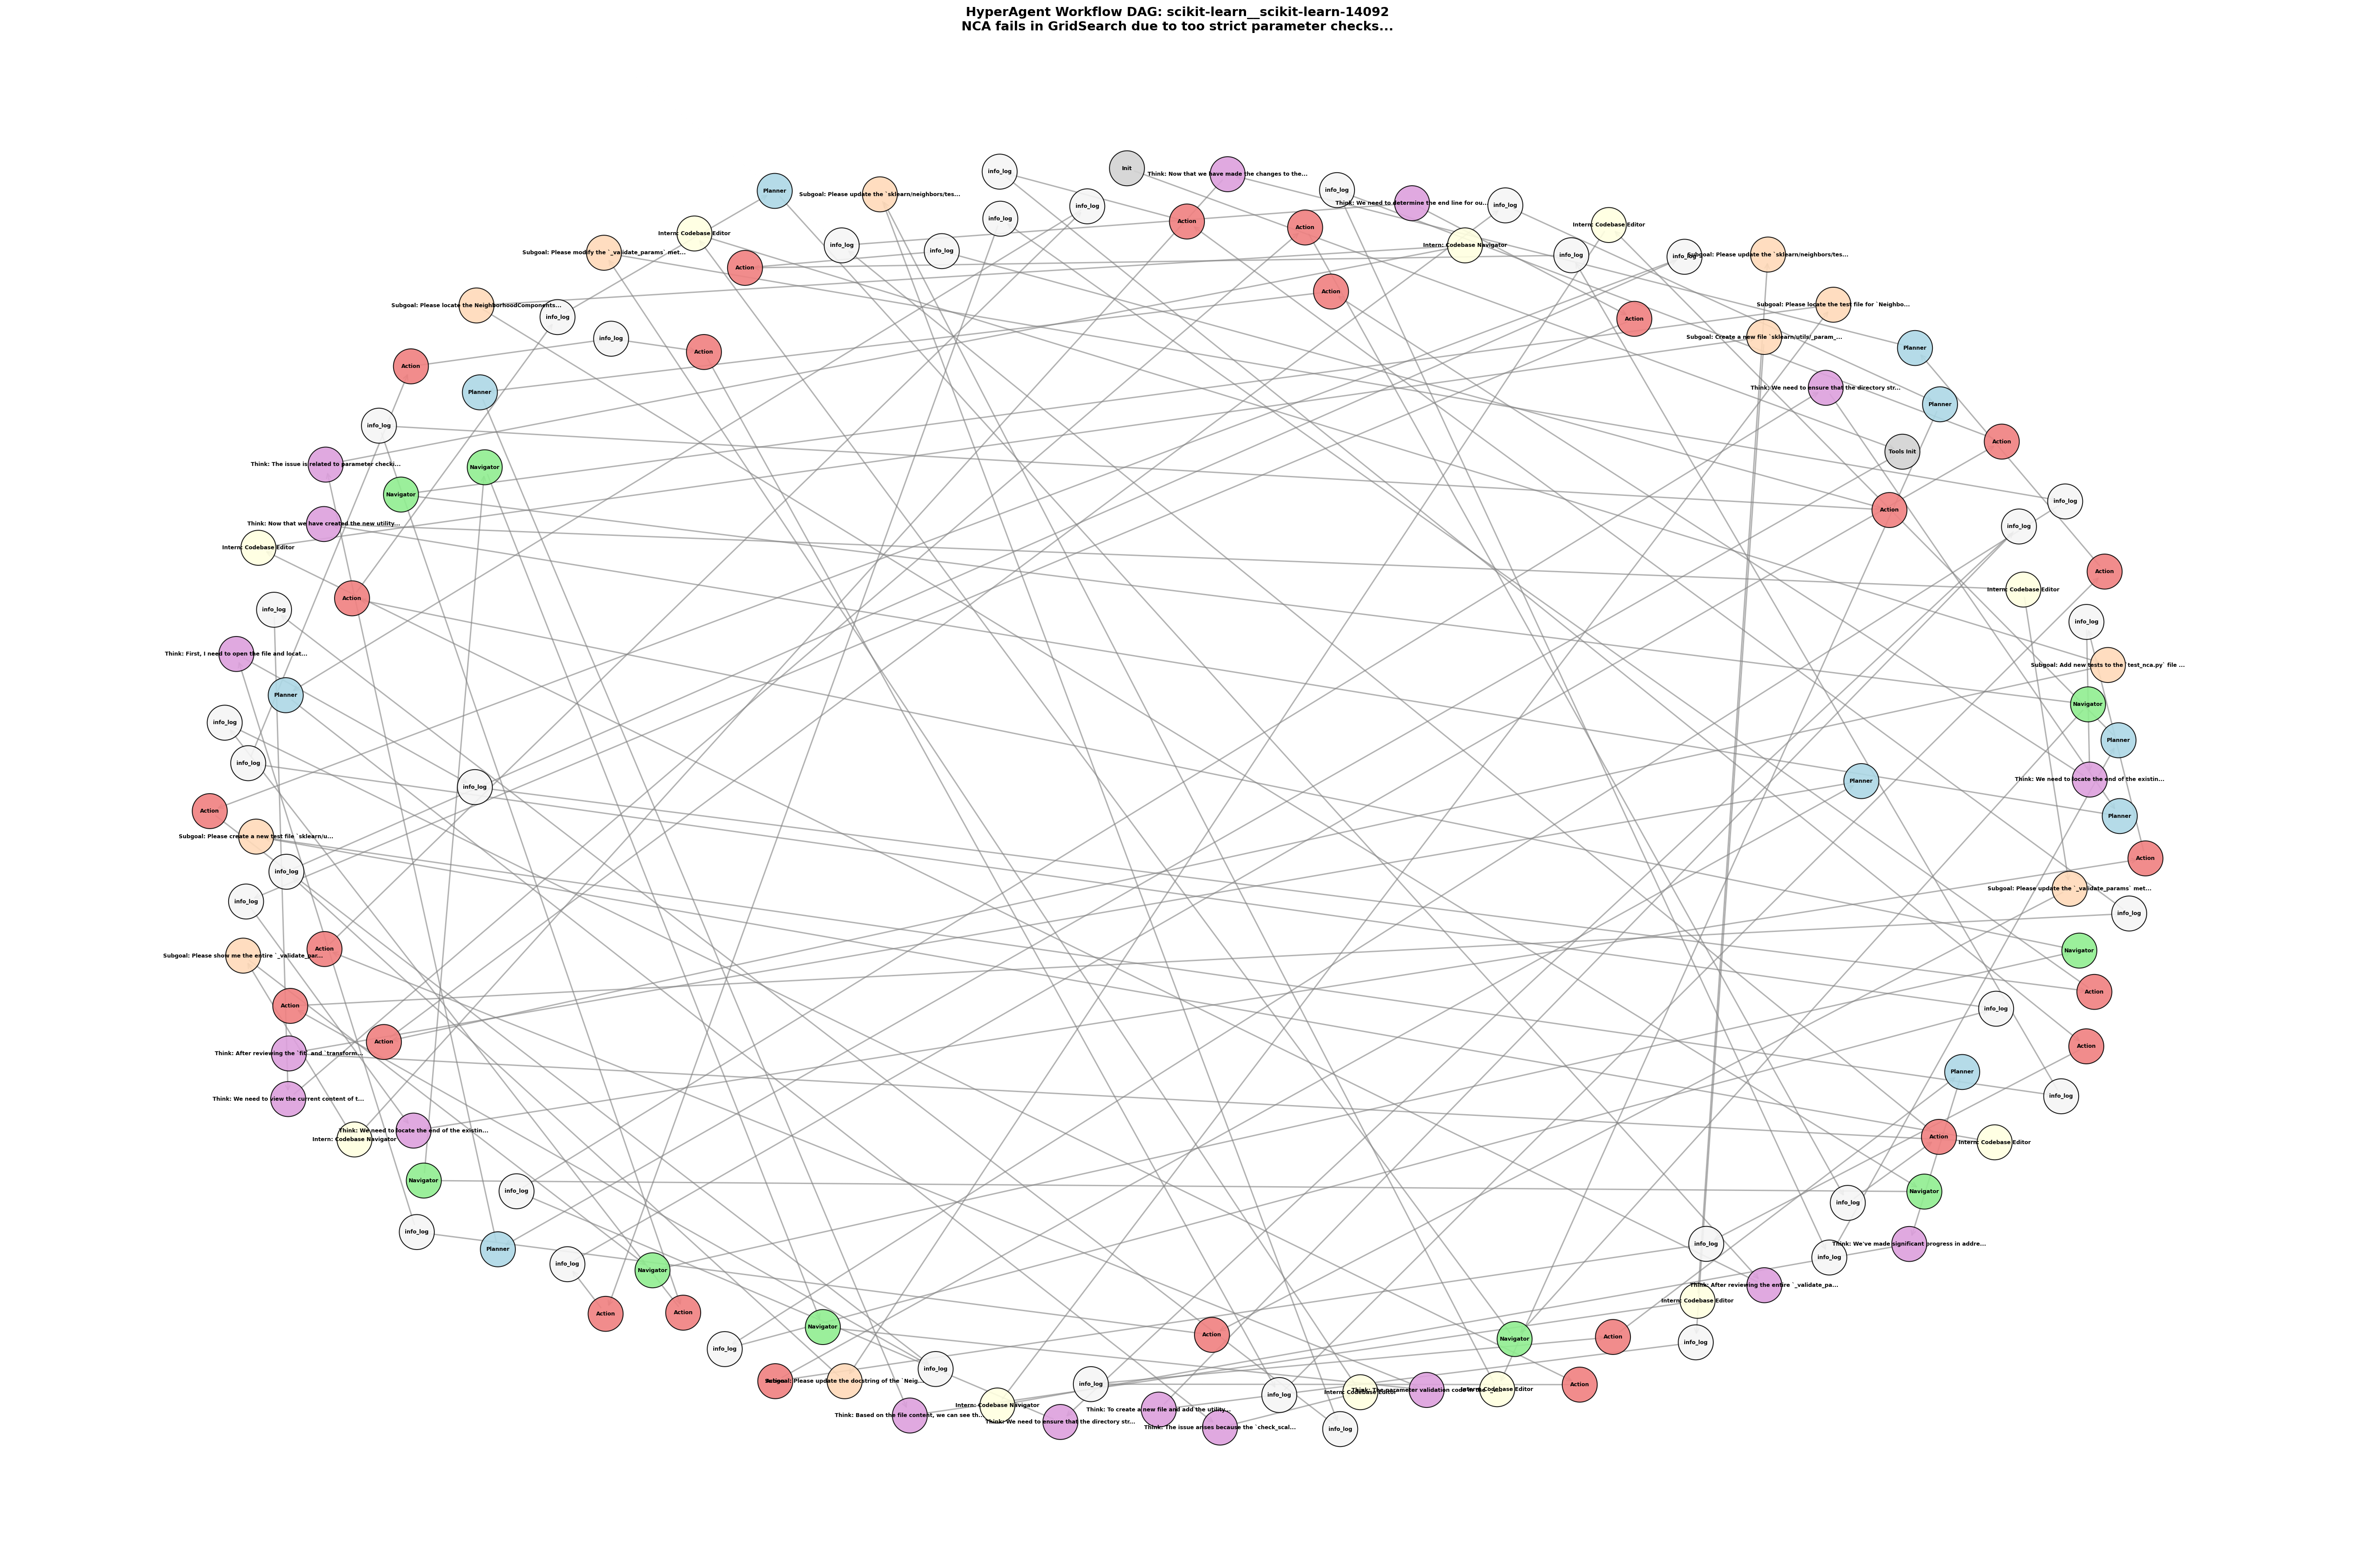 HyperAgent Workflow DAG: scikit-learn__scikit-learn-14092
NCA fails in GridSearch due to too strict parameter checks...
Init
info_log
Think: Now that we have made the changes to the...
Planner
info_log
Subgoal: Please update the `sklearn/neighbors/tes...
Think: We need to determine the end line for ou...
info_log
info_log
info_log
Action
Intern: Codebase Editor
Action
Intern: Codebase Editor
info_log
Intern: Codebase Navigator
info_log
Subgoal: Please modify the `_validate_params` met...
info_log
info_log
Subgoal: Please update the `sklearn/neighbors/tes...
Action
Action
Subgoal: Please locate the NeighborhoodComponents...
Subgoal: Please locate the test file for `Neighbo...
info_log
Action
info_log
Subgoal: Create a new file `sklearn/utils/_param_...
Planner
Action
Action
Think: We need to ensure that the directory str...
Planner
Planner
info_log
Action
Tools Init
Think: The issue is related to parameter checki...
Navigator
Navigator
info_log
Action
Think: Now that we have created the new utility...
info_log
Intern: Codebase Editor
Action
Intern: Codebase Editor
Action
info_log
info_log
Think: First, I need to open the file and locat...
Subgoal: Add new tests to the `test_nca.py` file ...
Planner
Navigator
info_log
Planner
info_log
Think: We need to locate the end of the existin...
Planner
info_log
Action
Planner
Subgoal: Please create a new test file `sklearn/u...
Action
info_log
Subgoal: Please update the `_validate_params` met...
info_log
info_log
Action
Navigator
Subgoal: Please show me the entire `_validate_par...
Action
Action
info_log
Action
Action
Think: After reviewing the `fit` and `transform...
Planner
Think: We need to view the current content of t...
info_log
Think: We need to locate the end of the existin...
Intern: Codebase Navigator
Action
Intern: Codebase Editor
Navigator
info_log
Navigator
info_log
info_log
Planner
info_log
Think: We've made significant progress in addre...
info_log
info_log
Navigator
Think: After reviewing the entire `_validate_pa...
Intern: Codebase Editor
Action
Action
Navigator
Action
Navigator
Action
info_log
info_log
info_log
Subgoal: Please update the docstring of the `Neig...
info_log
Action
Intern: Codebase Editor
Intern: Codebase Editor
info_log
Intern: Codebase Navigator
Think: To create a new file and add the utility...
Think: Based on the file content, we can see th...
Think: We need to ensure that the directory str...
Think: The issue arises because the `check_scal...
info_log